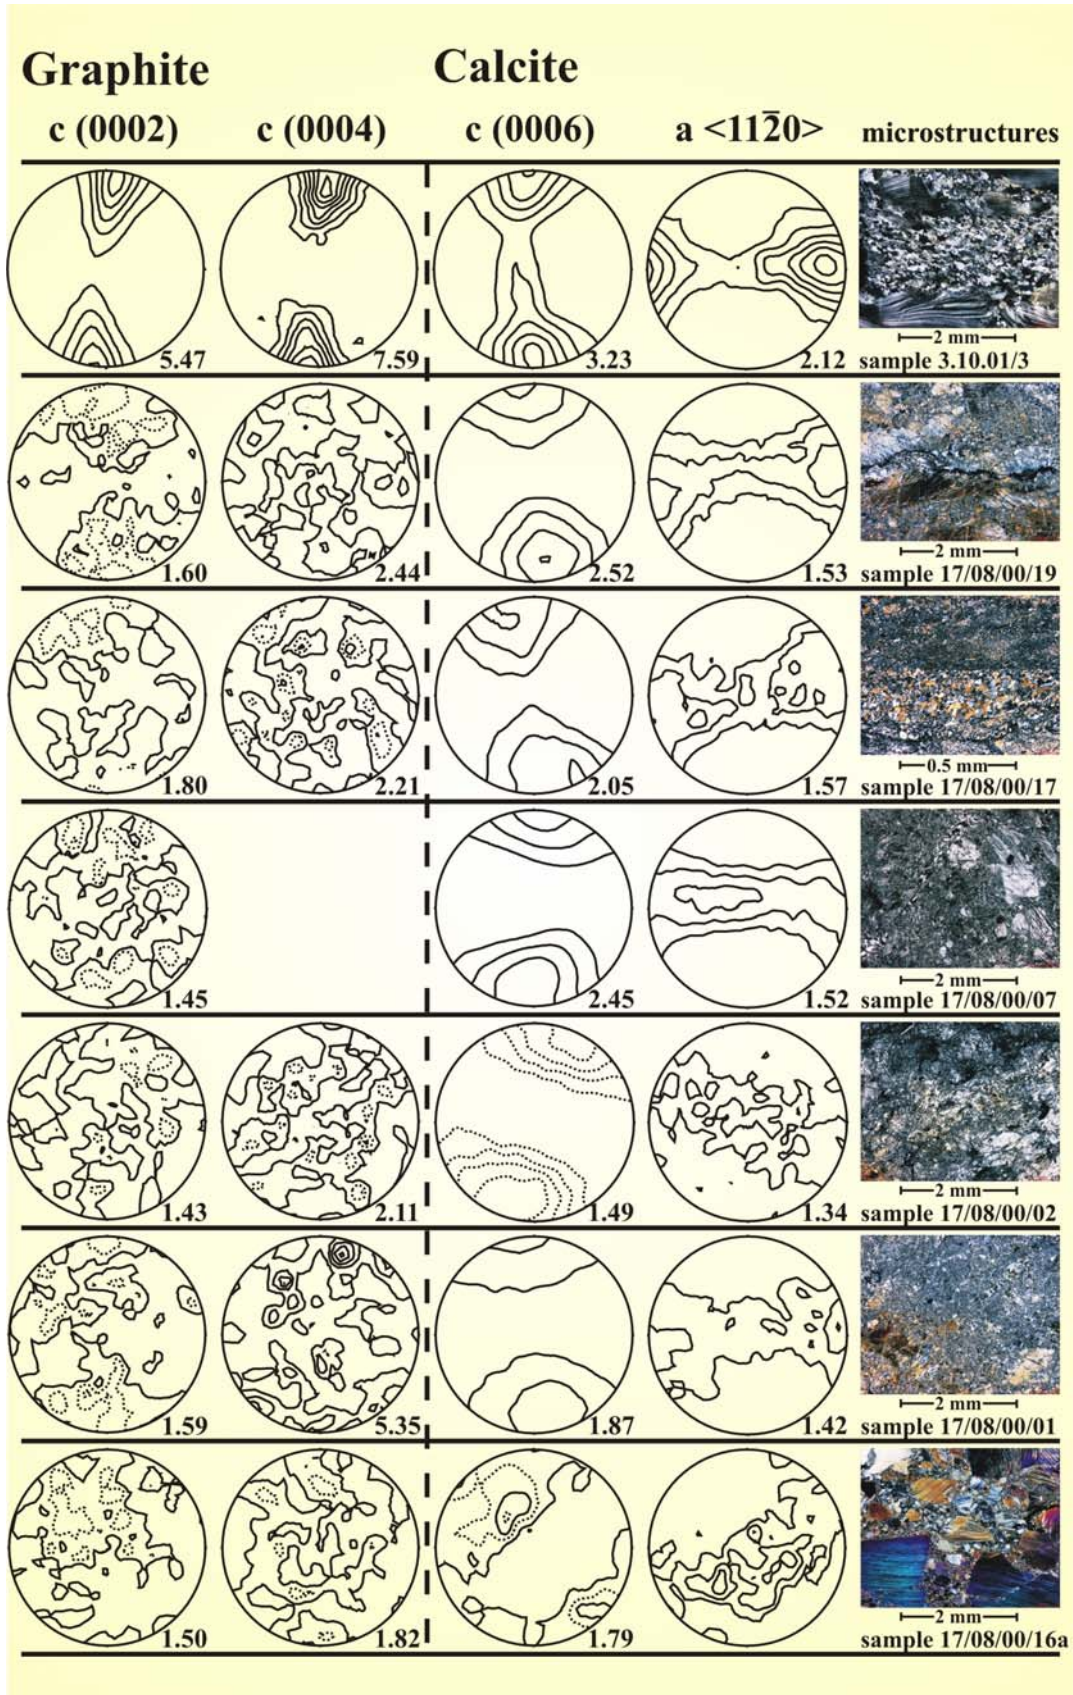 Graphite Calcite
c (0002) c (0004) c (0006) a <112̅0> microstructures
2 mm
5.47 7.59 3.23 2.12 sample 3.10.01/3
2 mm
1.60 2.44 2.52 1.53 sample 17/08/00/19
0.5 mm
1.80 2.21 2.05 1.57 sample 17/08/00/17
2 mm
1.45 2.45 1.52 sample 17/08/00/07
2 mm
1.43 2.11 1.49 1.34 sample 17/08/00/02
2 mm
1.59 5.35 1.87 1.42 sample 17/08/00/01
2 mm
1.50 1.82 1.79 sample 17/08/00/16a